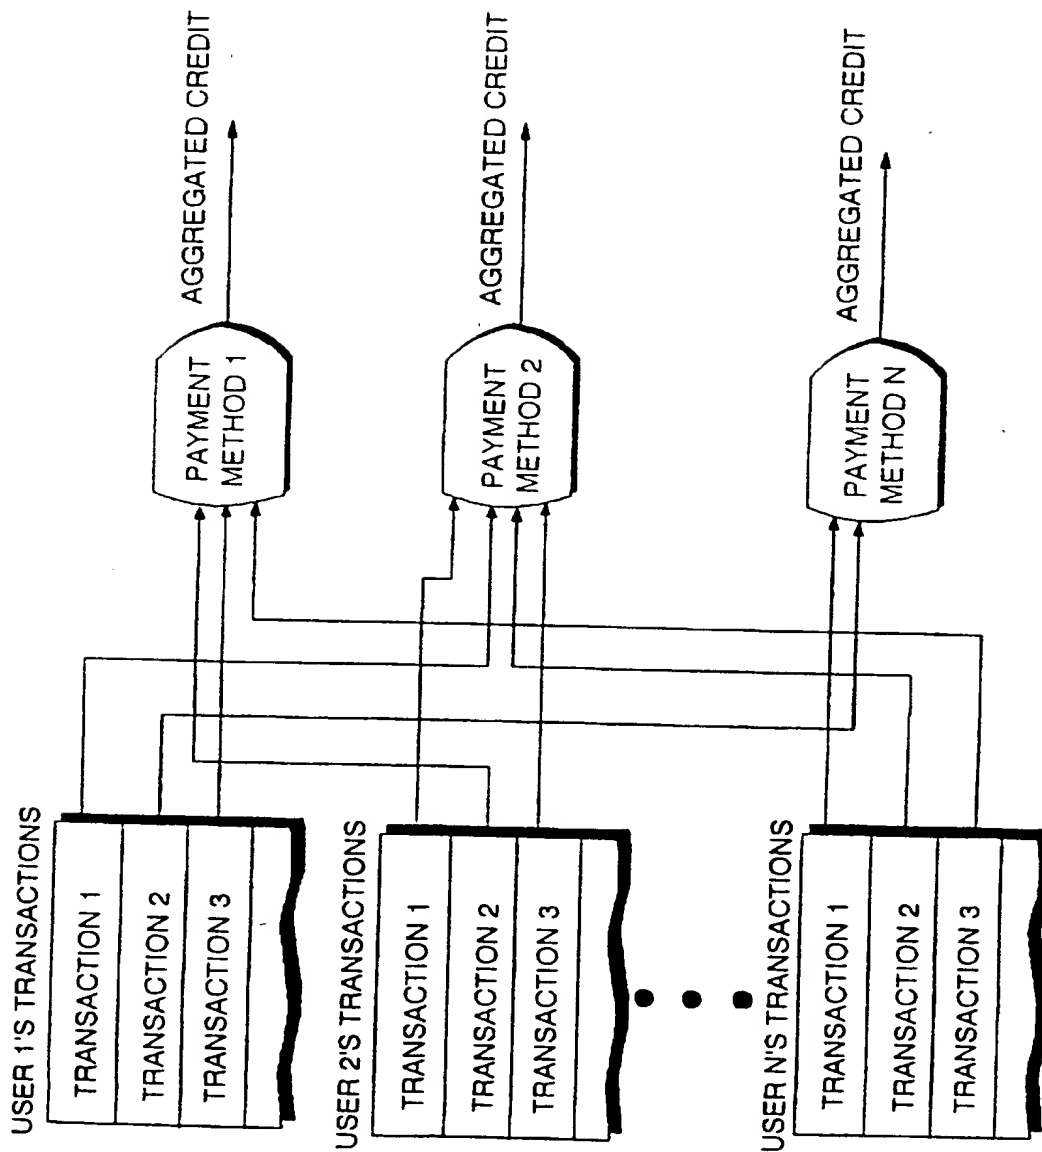 USER 1'S TRANSACTIONS
TRANSACTION 1
TRANSACTION 2
TRANSACTION 3
USER 2'S TRANSACTIONS
TRANSACTION 1
TRANSACTION 2
TRANSACTION 3
USER N'S TRANSACTIONS
TRANSACTION 1
TRANSACTION 2
TRANSACTION 3
PAYMENT
METHOD 1
PAYMENT
METHOD 2
PAYMENT
METHOD N
AGGREGATED CREDIT
AGGREGATED CREDIT
AGGREGATED CREDIT